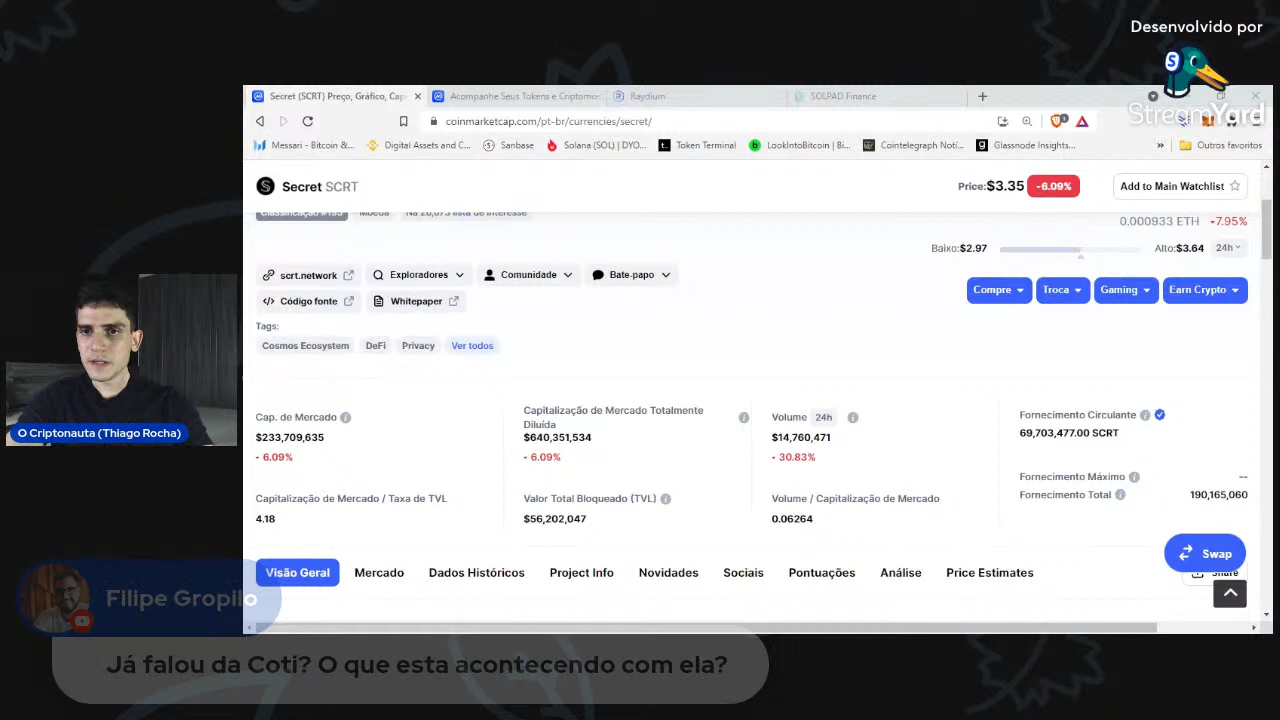 Desenvolvido por
S
StreamYard
Secret (SCRT) Preço, Gráfico, Cap
Acompanhe Seus Tokens e Criptomoe
Raydium
SOLPAD Finance
coinmarketcap.com/pt-br/currencies/secret/
Messari - Bitcoin &...
Digital Assets and C...
Sanbase
Solana (SOL) | DYO...
Token Terminal
LookIntoBitcoin | Bi...
Cointelegraph Notí...
Glassnode Insights...
»
Outros favoritos
Secret SCRT
Price: $3.35 -6.09%
Add to Main Watchlist
Moeda
lista de interesse
0.000933 ETH -7.95%
Baixo: $2.97
Alto: $3.64
24h
scrt.network
Exploradores
Comunidade
Bate-papo
Compre
Troca
Gaming
Earn Crypto
Código fonte
Whitepaper
Tags:
Cosmos Ecosystem
DeFi
Privacy
Ver todos
Cap. de Mercado
$233,709,635
- 6.09%
Capitalização de Mercado Totalmente
Diluída
$640,351,534
- 6.09%
Volume 24h
$14,760,471
- 30.83%
Fornecimento Circulante
69,703,477.00 SCRT
Fornecimento Máximo --
Fornecimento Total 190,165,060
Capitalização de Mercado / Taxa de TVL
4.18
Valor Total Bloqueado (TVL)
$56,202,047
Volume / Capitalização de Mercado
0.06264
Swap
Share
Visão Geral
Mercado
Dados Históricos
Project Info
Novidades
Sociais
Pontuações
Análise
Price Estimates
O Criptonauta (Thiago Rocha)
Filipe Gropilo
Já falou da Coti? O que esta acontecendo com ela?